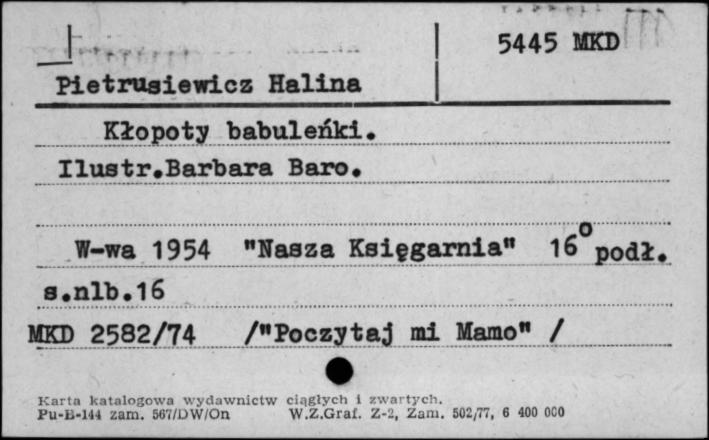 5445 MKD
Pietrusiewicz Halina
Kłopoty babuleńki.
Ilustr.Barbara Baro.
W-wa 1954 "Nasza Księgarnia" 16° podł.
s.nlb.16
MKD 2582/74 /"Poczytaj mi Mamo" /
Karta katalogowa wydawnictw ciągłych i zwartych.
Pu-B-144 zam. 567/DW/On W.Z.Graf. Z-2, Zam. 502/77, 6 400 000